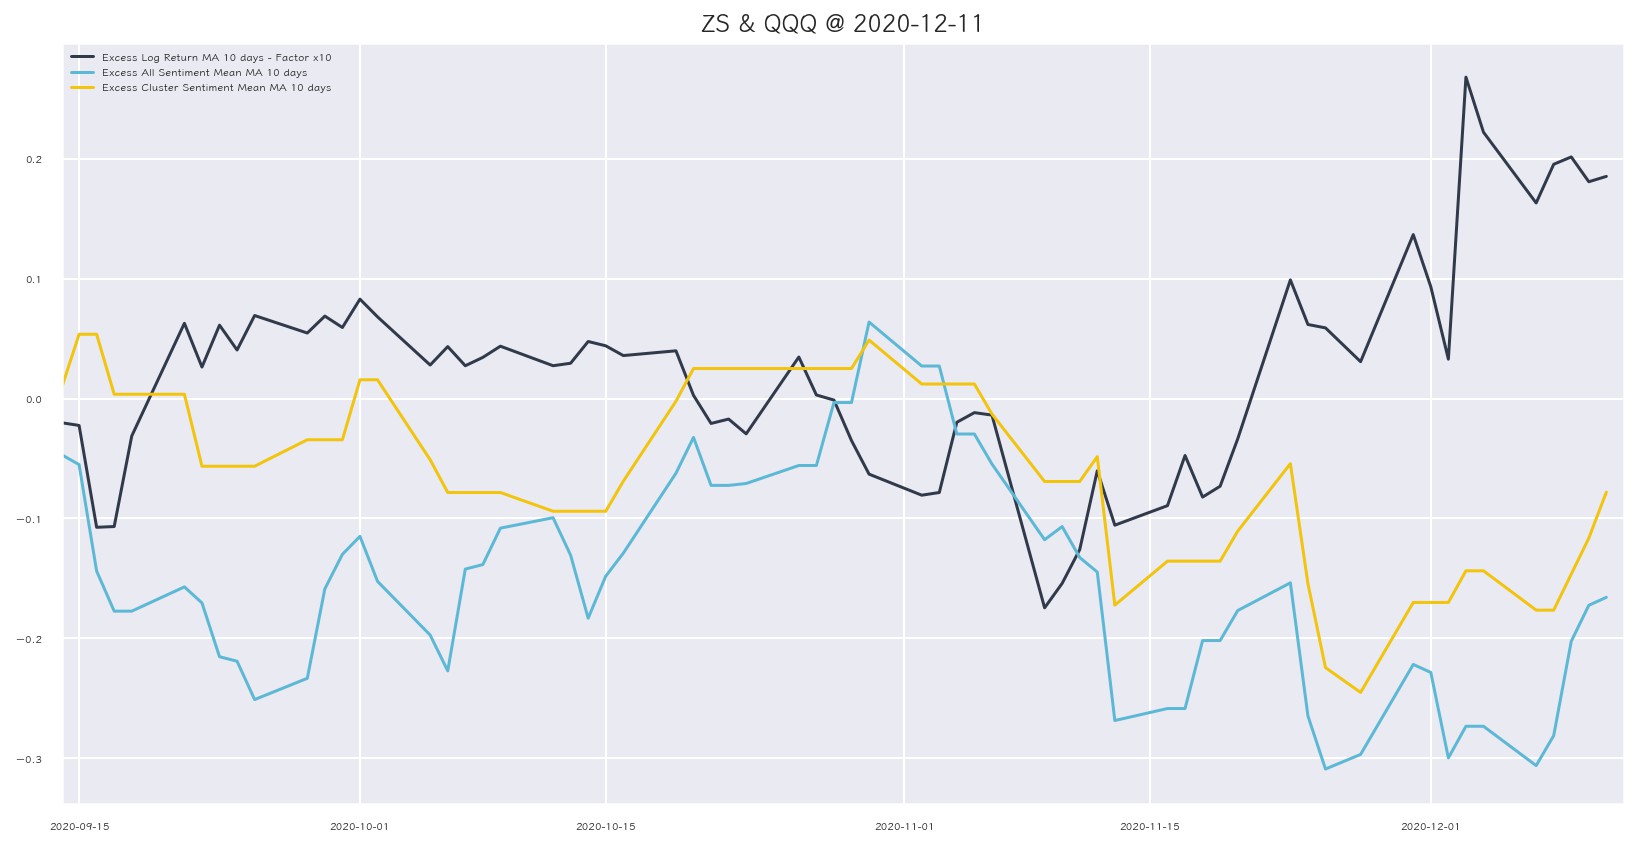 ZS & QQQ @ 2020-12-11
Excess Log Return MA 10 days - Factor x10
Excess All Sentiment Mean MA 10 days
Excess Cluster Sentiment Mean MA 10 days
0.2
0.1
0.0
−0.1
−0.2
−0.3
2020-09-15 2020-10-01 2020-10-15 2020-11-01 2020-11-15 2020-12-01